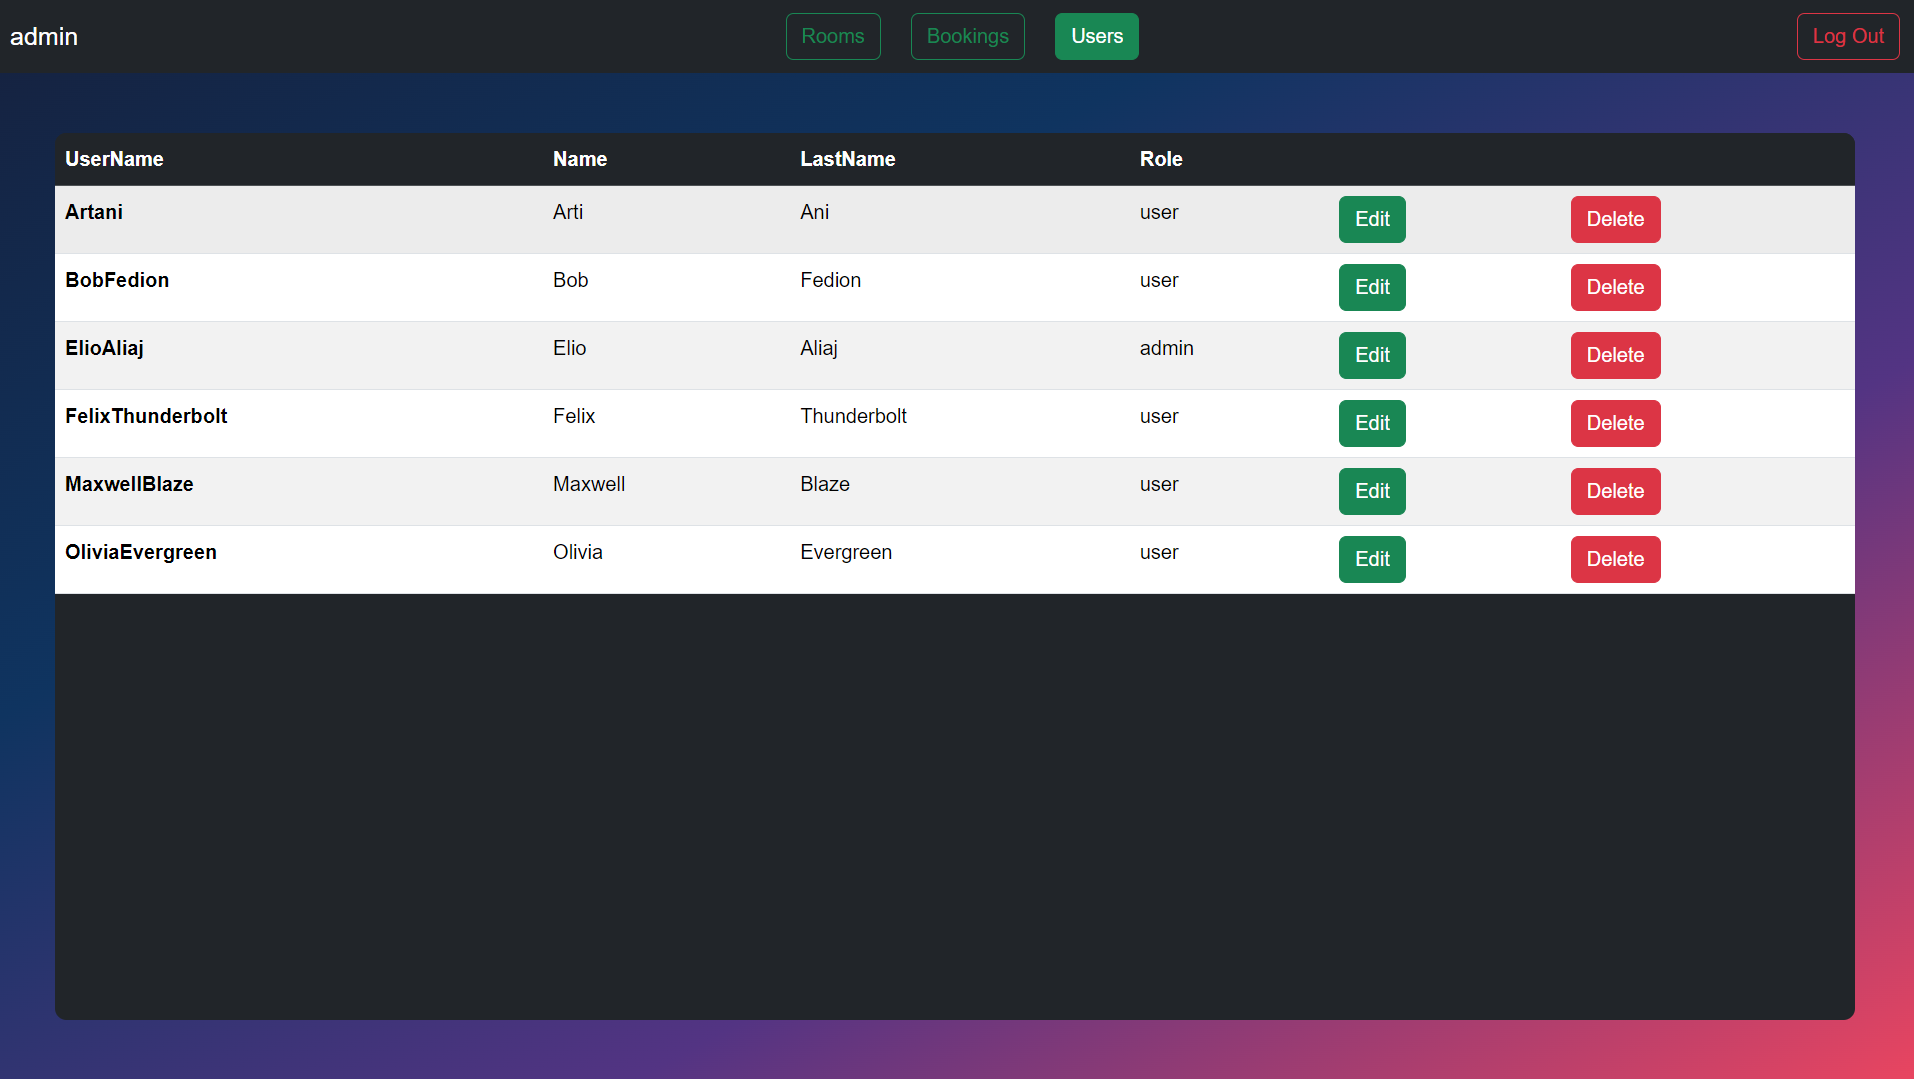 admin Rooms Bookings Users Log Out
UserName Name LastName Role
Artani Arti Ani user Edit Delete
BobFedion Bob Fedion user Edit Delete
ElioAliaj Elio Aliaj admin Edit Delete
FelixThunderbolt Felix Thunderbolt user Edit Delete
MaxwellBlaze Maxwell Blaze user Edit Delete
OliviaEvergreen Olivia Evergreen user Edit Delete